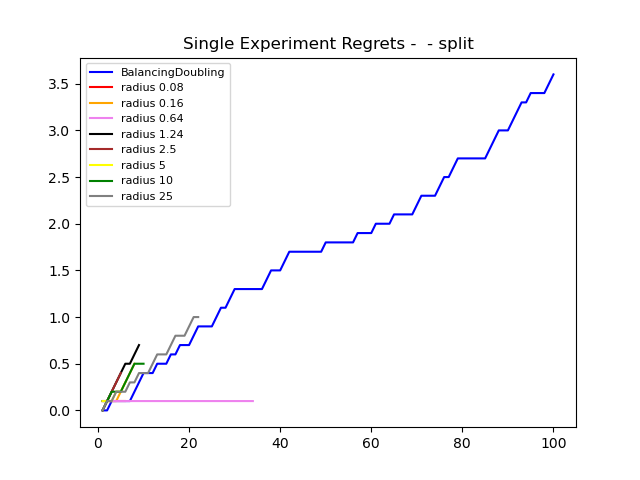 Single Experiment Regrets -  - split
BalancingDoubling
radius 0.08
radius 0.16
radius 0.64
radius 1.24
radius 2.5
radius 5
radius 10
radius 25
3.5
3.0
2.5
2.0
1.5
1.0
0.5
0.0
0 20 40 60 80 100